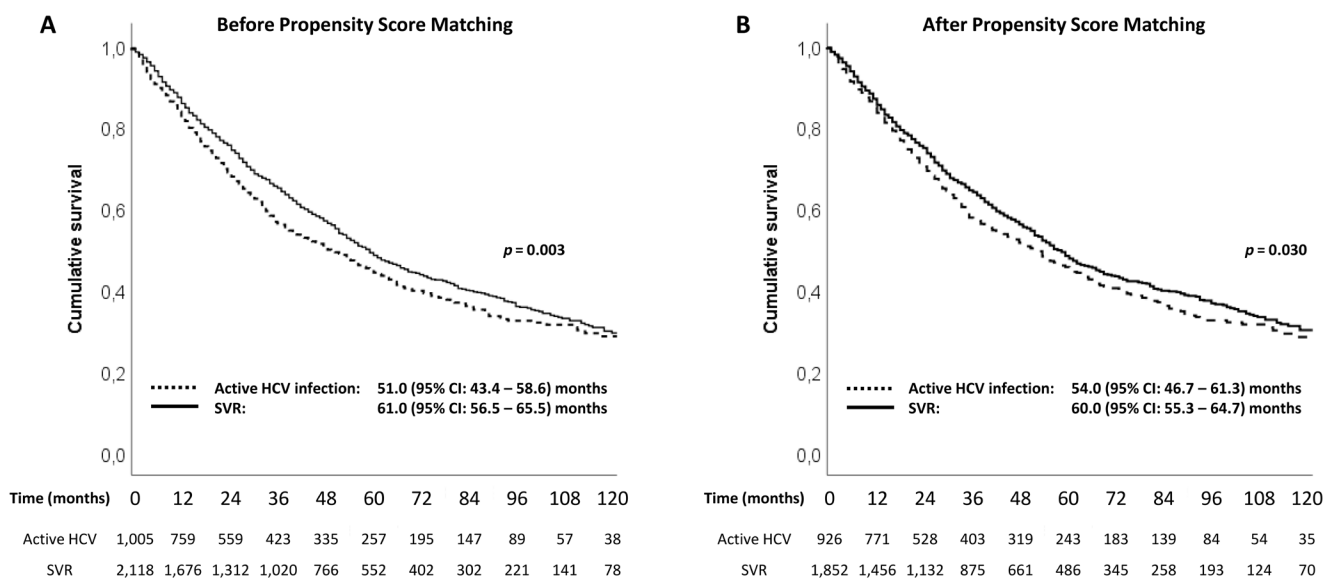 A
Before Propensity Score Matching
1,0
0,8
0,6
0,4
0,2
0,0
Cumulative survival
p = 0.003
Active HCV infection: 51.0 (95% CI: 43.4 – 58.6) months
SVR: 61.0 (95% CI: 56.5 – 65.5) months
Time (months) 0 12 24 36 48 60 72 84 96 108 120
Active HCV 1,005 759 559 423 335 257 195 147 89 57 38
SVR 2,118 1,676 1,312 1,020 766 552 402 302 221 141 78
B
After Propensity Score Matching
1,0
0,8
0,6
0,4
0,2
0,0
Cumulative survival
p = 0.030
Active HCV infection: 54.0 (95% CI: 46.7 – 61.3) months
SVR: 60.0 (95% CI: 55.3 – 64.7) months
Time (months) 0 12 24 36 48 60 72 84 96 108 120
Active HCV 926 771 528 403 319 243 183 139 84 54 35
SVR 1,852 1,456 1,132 875 661 486 345 258 193 124 70